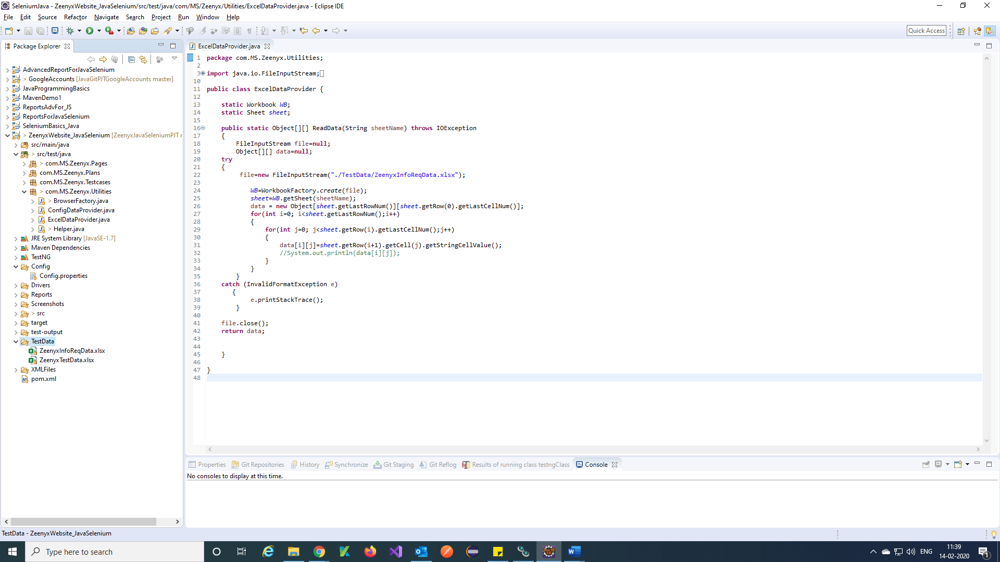 SeleniumJava - ZeenyxWebsite_JavaSelenium/src/test/java/com/MS/Zeenyx/Utilities/ExcelDataProvider.java - Eclipse IDE
File Edit Source Refactor Navigate Search Project Run Window Help
Quick Access
Package Explorer
AdvancedReportForJavaSelenium
> GoogleAccounts [JavaGitPJTGoogleAccounts master]
JavaProgrammingBasics
MavenDemo1
ReportsAdvFor_JS
ReportsForJavaSelenium
SeleniumBasics_Java
> ZeenyxWebsite_JavaSelenium [ZeenyxJavaSeleniumPJT r
src/main/java
> src/test/java
> com.MS.Zeenyx.Pages
com.MS.Zeenyx.Plans
com.MS.Zeenyx.Testcases
> com.MS.Zeenyx.Utilities
> BrowserFactory.java
ConfigDataProvider.java
ExcelDataProvider.java
> Helper.java
JRE System Library [JavaSE-1.7]
Maven Dependencies
TestNG
Config
Config.properties
Drivers
Reports
Screenshots
> src
target
test-output
TestData
ZeenyxInfoReqData.xlsx
ZeenyxTestData.xlsx
XMLFiles
pom.xml
ExcelDataProvider.java
1 package com.MS.Zeenyx.Utilities;
2
3 import java.io.FileInputStream;
10
11 public class ExcelDataProvider {
12
13 static Workbook WB;
14 static Sheet sheet;
15
16 public static Object[][] ReadData(String sheetName) throws IOException
17 {
18 FileInputStream file=null;
19 Object[][] data=null;
20 try
21 {
22 file=new FileInputStream("./TestData/ZeenyxInfoReqData.xlsx");
23
24 WB=WorkbookFactory.create(file);
25 sheet=WB.getSheet(sheetName);
26 data = new Object[sheet.getLastRowNum()][sheet.getRow(0).getLastCellNum()];
27 for(int i=0; i<sheet.getLastRowNum();i++)
28 {
29 for(int j=0; j<sheet.getRow(i).getLastCellNum();j++)
30 {
31 data[i][j]=sheet.getRow(i+1).getCell(j).getStringCellValue();
32 //System.out.println(data[i][j]);
33 }
34 }
35 }
36 catch (InvalidFormatException e)
37 {
38 e.printStackTrace();
39 }
40
41 file.close();
42 return data;
43
44
45 }
46
47 }
48
Properties Git Repositories History Synchronize Git Staging Git Reflog Results of running class testngClass Console
No consoles to display at this time.
TestData - ZeenyxWebsite_JavaSelenium
Type here to search
ENG
11:39
14-02-2020
1